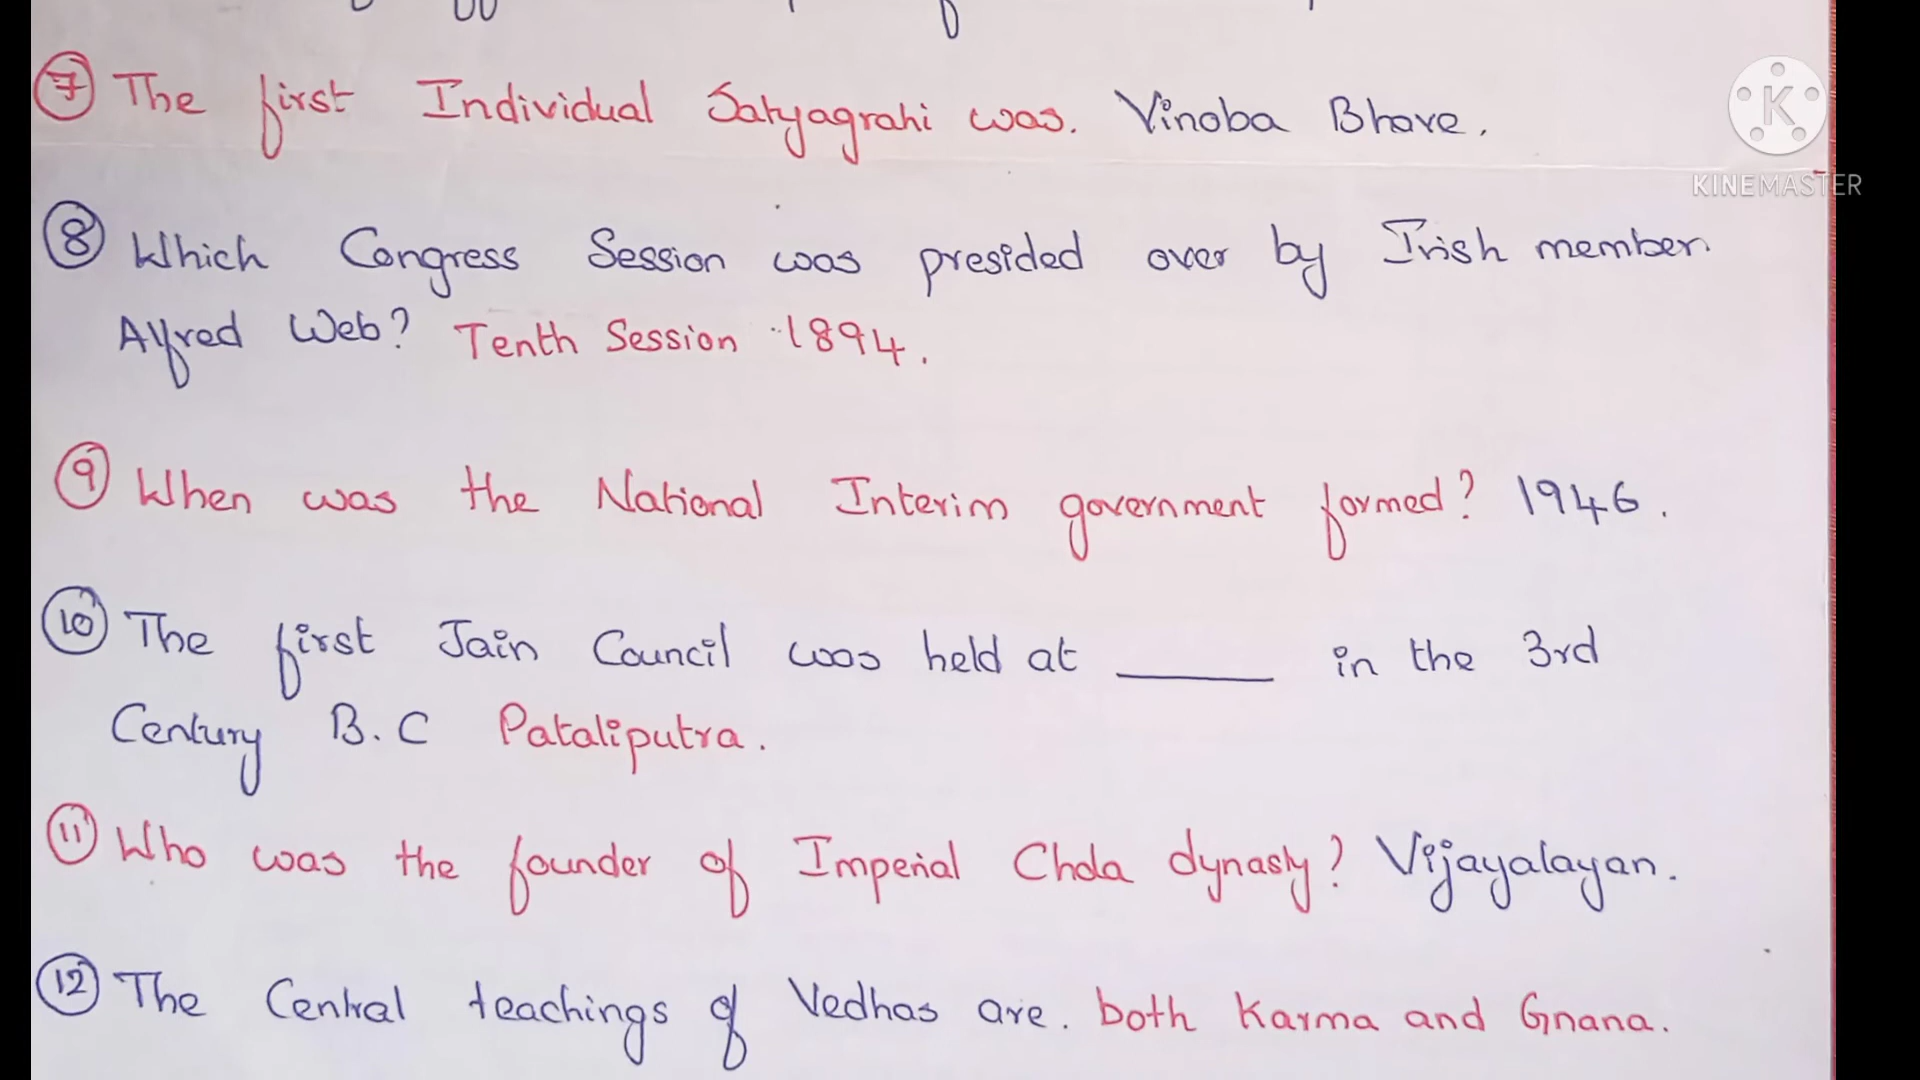 7 The first Individual Satyagrahi was. Vinoba Bhave.
KINEMASTER
8 Which Congress Session was presided over by Irish member
Alfred Web? Tenth Session 1894.
9 When was the National Interim government formed? 1946.
10 The first Jain Council was held at ______ in the 3rd
Century B.C Pataliputra.
11 Who was the founder of Imperial Chola dynasty? Vijayalayan.
12 The Central teachings of Vedhas are. both Karma and Gnana.